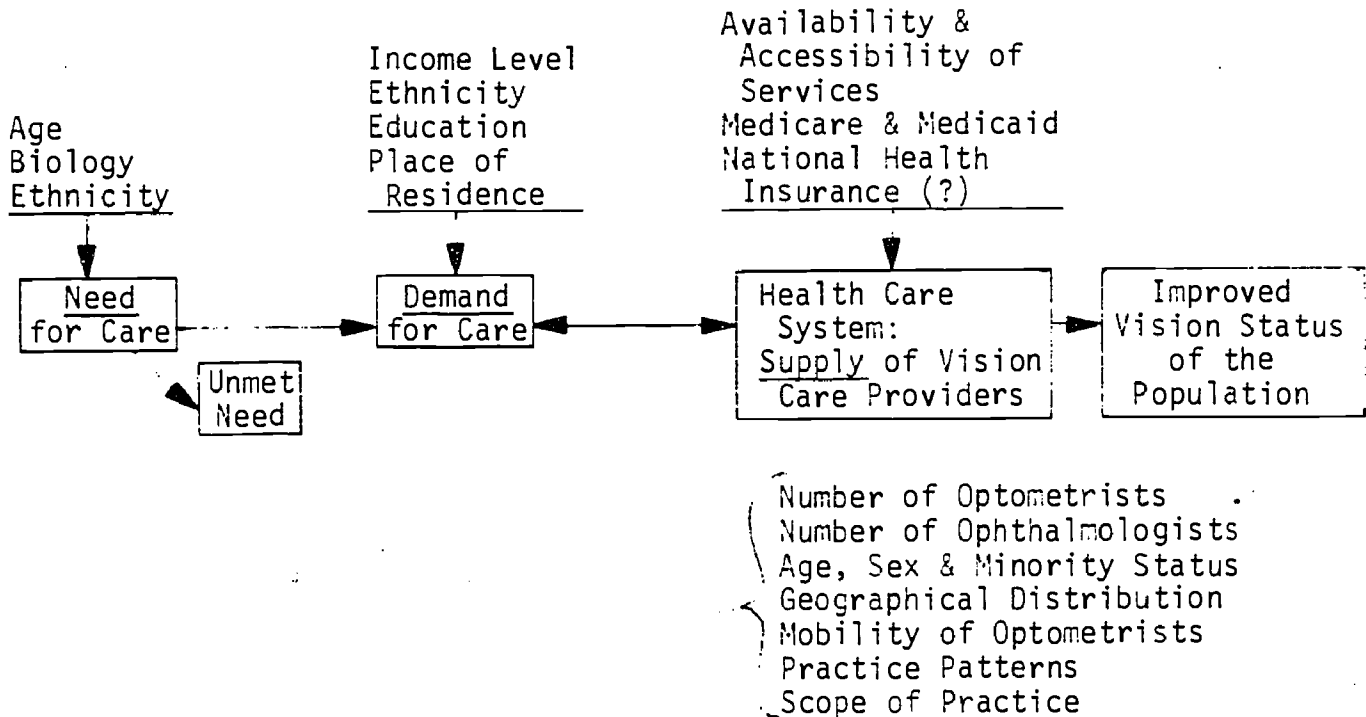 Age
Biology
Ethnicity
Income Level
Ethnicity
Education
Place of
Residence
Availability &
Accessibility of
Services
Medicare & Medicaid
National Health
Insurance (?)
Need
for Care
Unmet
Need
Demand
for Care
Health Care
System:
Supply of Vision
Care Providers
Improved
Vision Status
of the
Population
Number of Optometrists
Number of Ophthalmologists
Age, Sex & Minority Status
Geographical Distribution
Mobility of Optometrists
Practice Patterns
Scope of Practice